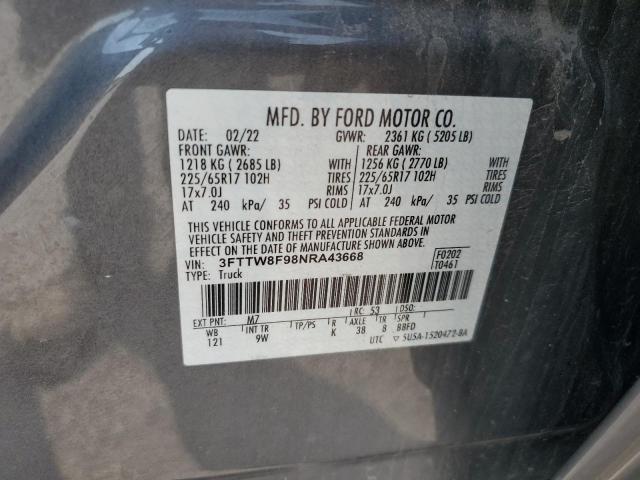 MFD. BY FORD MOTOR CO.
DATE: 02/22 GVWR: 2361 KG ( 5205 LB)
FRONT GAWR: REAR GAWR:
1218 KG ( 2685 LB) WITH 1256 KG ( 2770 LB) WITH
225/65R17 102H TIRES 225/65R17 102H TIRES
17x7.0J RIMS 17x7.0J RIMS
AT 240 kPa/ 35 PSI COLD AT 240 kPa/ 35 PSI COLD
THIS VEHICLE CONFORMS TO ALL APPLICABLE FEDERAL MOTOR
VEHICLE SAFETY AND THEFT PREVENTION STANDARDS IN
EFFECT ON THE DATE OF MANUFACTURE SHOWN ABOVE.
VIN: 3FTTW8F98NRA43668 F0202
TYPE: Truck T0461
EXT PNT: M7 RC: 53 DSO:
WB INT TR TP/PS R AXLE TR SPR
121 9W K 38 8 BBFD
UTC ▽ 5U5A-1520472-BA